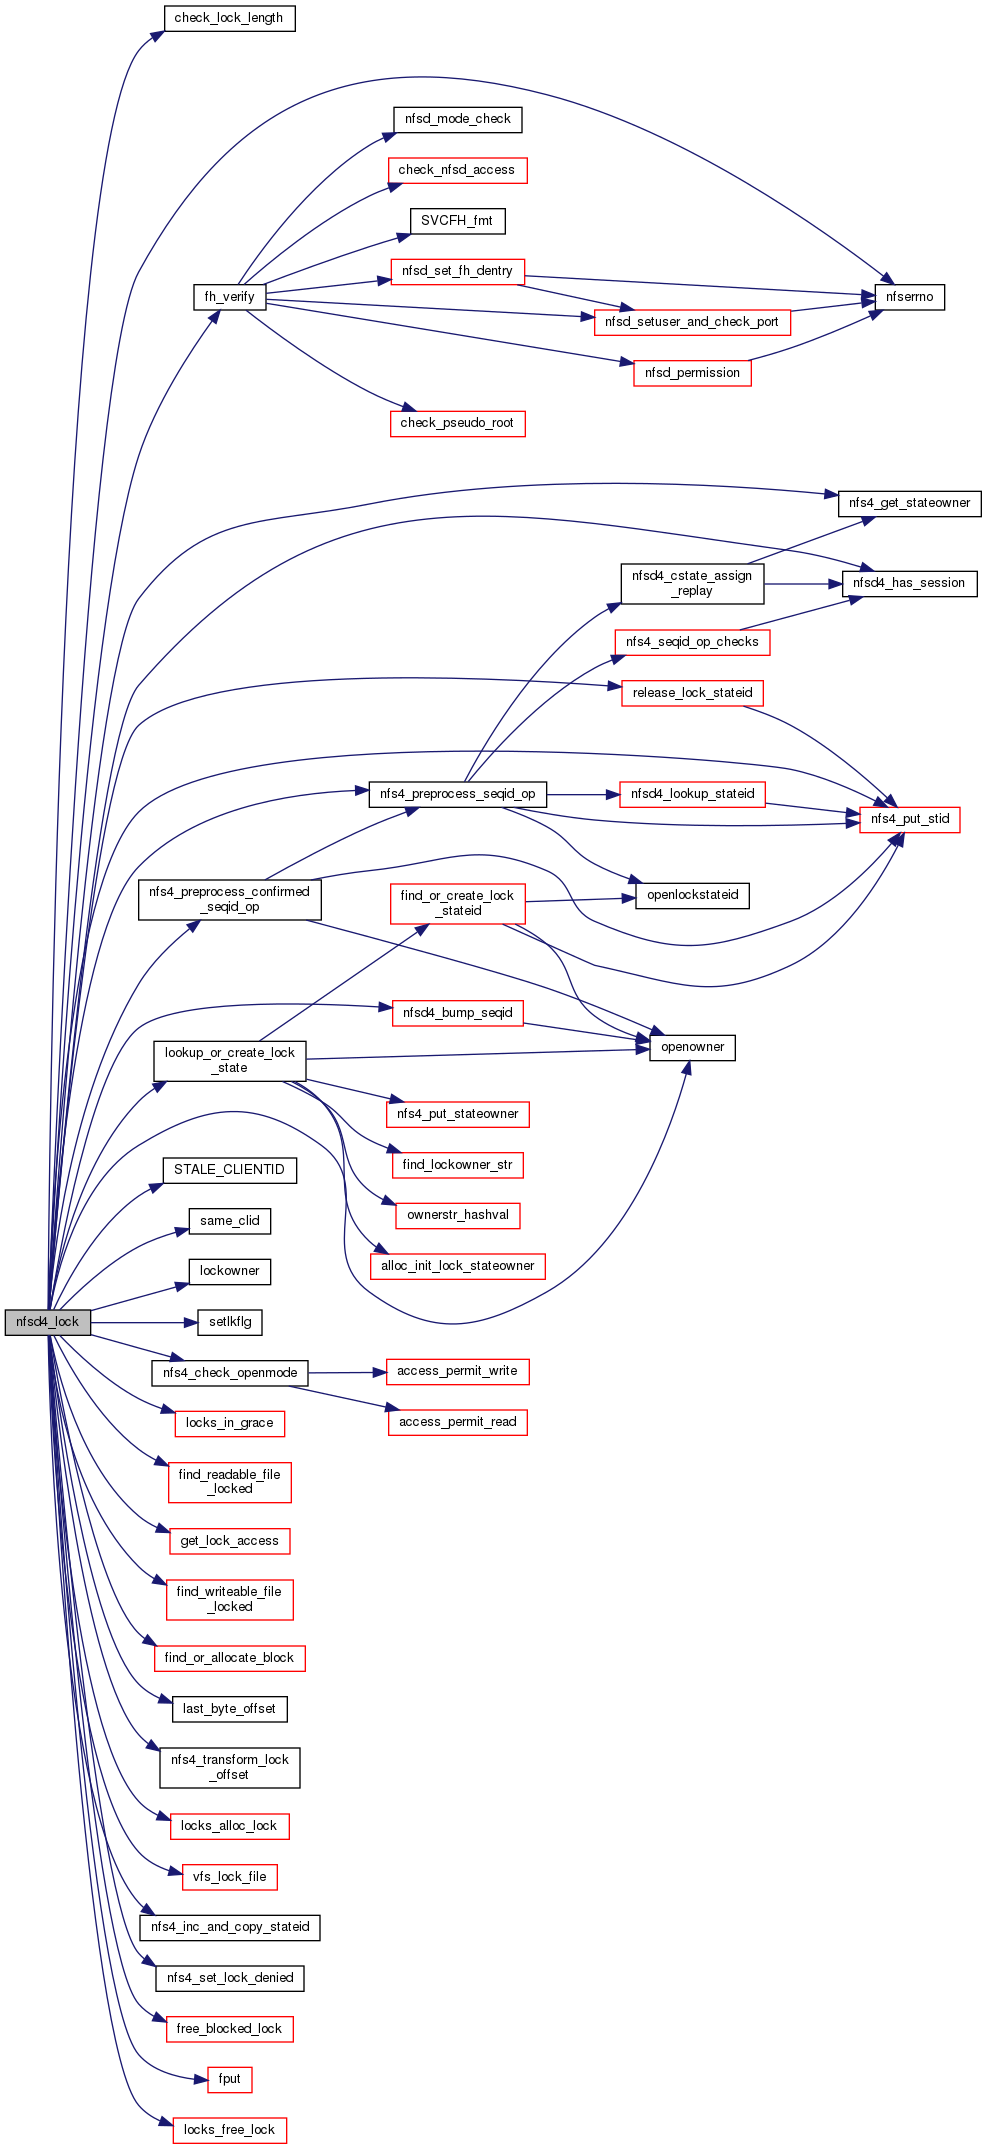 check_lock_length
nfsd_mode_check
check_nfsd_access
SVCFH_fmt
nfsd_set_fh_dentry
fh_verify
nfserrno
nfsd_setuser_and_check_port
nfsd_permission
check_pseudo_root
nfs4_get_stateowner
nfsd4_cstate_assign
_replay
nfsd4_has_session
nfs4_seqid_op_checks
release_lock_stateid
nfs4_preprocess_seqid_op
nfsd4_lookup_stateid
nfs4_put_stid
nfs4_preprocess_confirmed
_seqid_op
find_or_create_lock
_stateid
openlockstateid
nfsd4_bump_seqid
openowner
lookup_or_create_lock
_state
nfs4_put_stateowner
find_lockowner_str
STALE_CLIENTID
ownerstr_hashval
same_clid
alloc_init_lock_stateowner
lockowner
nfsd4_lock
setlkflg
nfs4_check_openmode
access_permit_write
locks_in_grace
access_permit_read
find_readable_file
_locked
get_lock_access
find_writeable_file
_locked
find_or_allocate_block
last_byte_offset
nfs4_transform_lock
_offset
locks_alloc_lock
vfs_lock_file
nfs4_inc_and_copy_stateid
nfs4_set_lock_denied
free_blocked_lock
fput
locks_free_lock